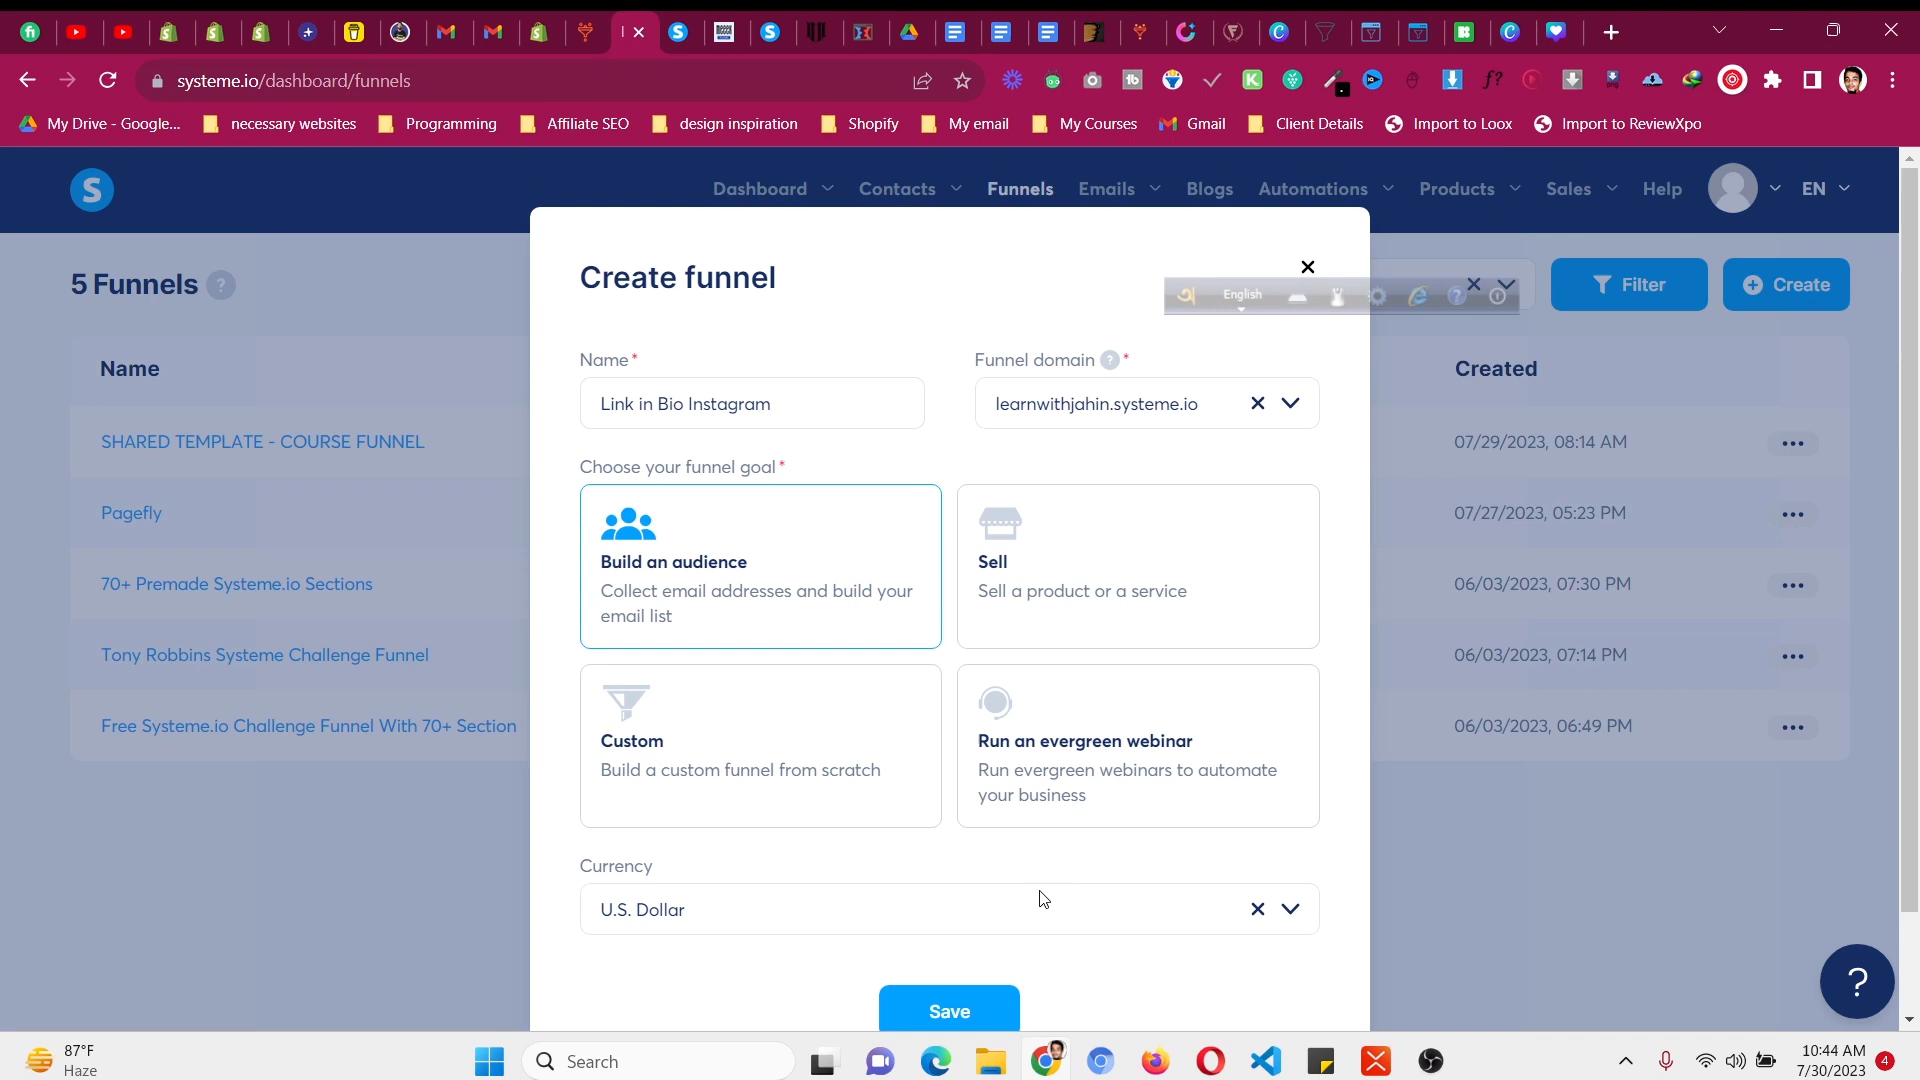 systeme.io/dashboard/funnels
My Drive - Google... necessary websites Programming Affiliate SEO design inspiration Shopify My email My Courses Gmail Client Details Import to Loox Import to ReviewXpo
S Dashboard Contacts Funnels Emails Blogs Automations Products Sales Help EN
5 Funnels ? Filter Create
Create funnel
English
Name* Funnel domain ? *
Link in Bio Instagram learnwithjahin.systeme.io
Name Created
SHARED TEMPLATE - COURSE FUNNEL 07/29/2023, 08:14 AM
Pagefly 07/27/2023, 05:23 PM
70+ Premade Systeme.io Sections 06/03/2023, 07:30 PM
Tony Robbins Systeme Challenge Funnel 06/03/2023, 07:14 PM
Free Systeme.io Challenge Funnel With 70+ Section 06/03/2023, 06:49 PM
Choose your funnel goal*
Build an audience
Collect email addresses and build your
email list
Sell
Sell a product or a service
Custom
Build a custom funnel from scratch
Run an evergreen webinar
Run evergreen webinars to automate
your business
Currency
U.S. Dollar
Save
?
87°F
Haze
Search
10:44 AM
7/30/2023
4